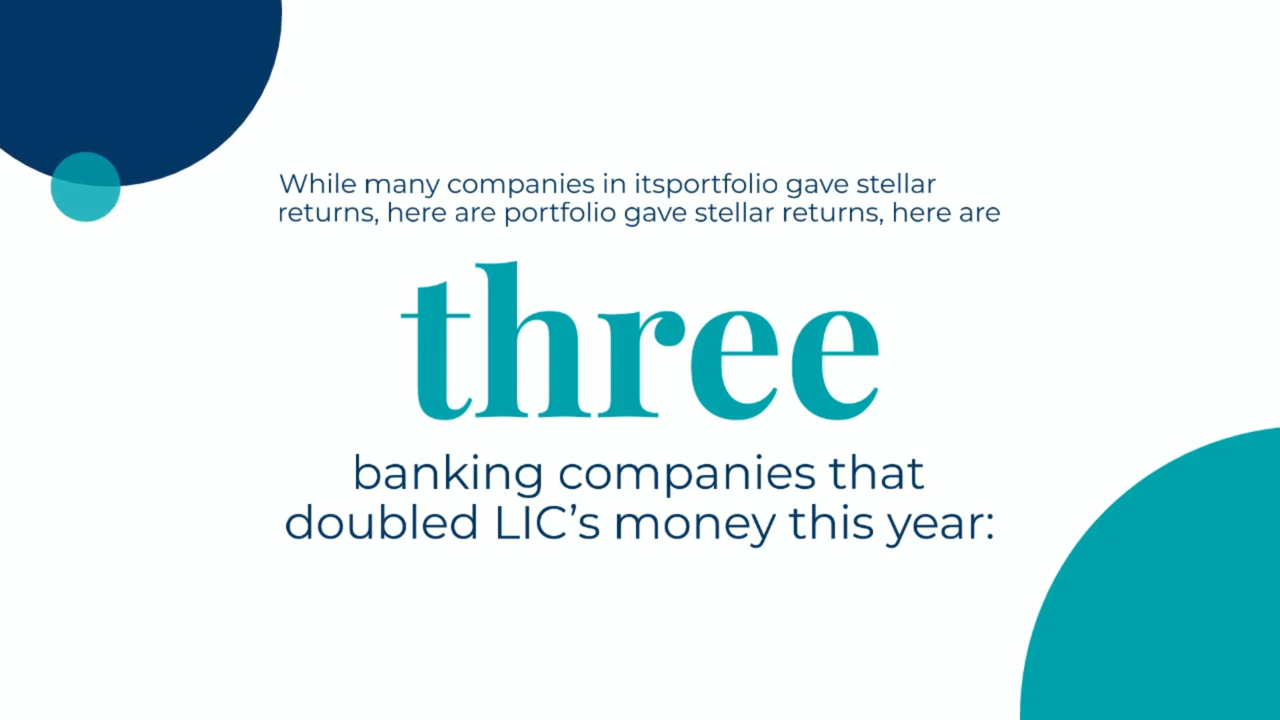 While many companies in itsportfolio gave stellar
returns, here are portfolio gave stellar returns, here are
three
banking companies that
doubled LIC’s money this year: